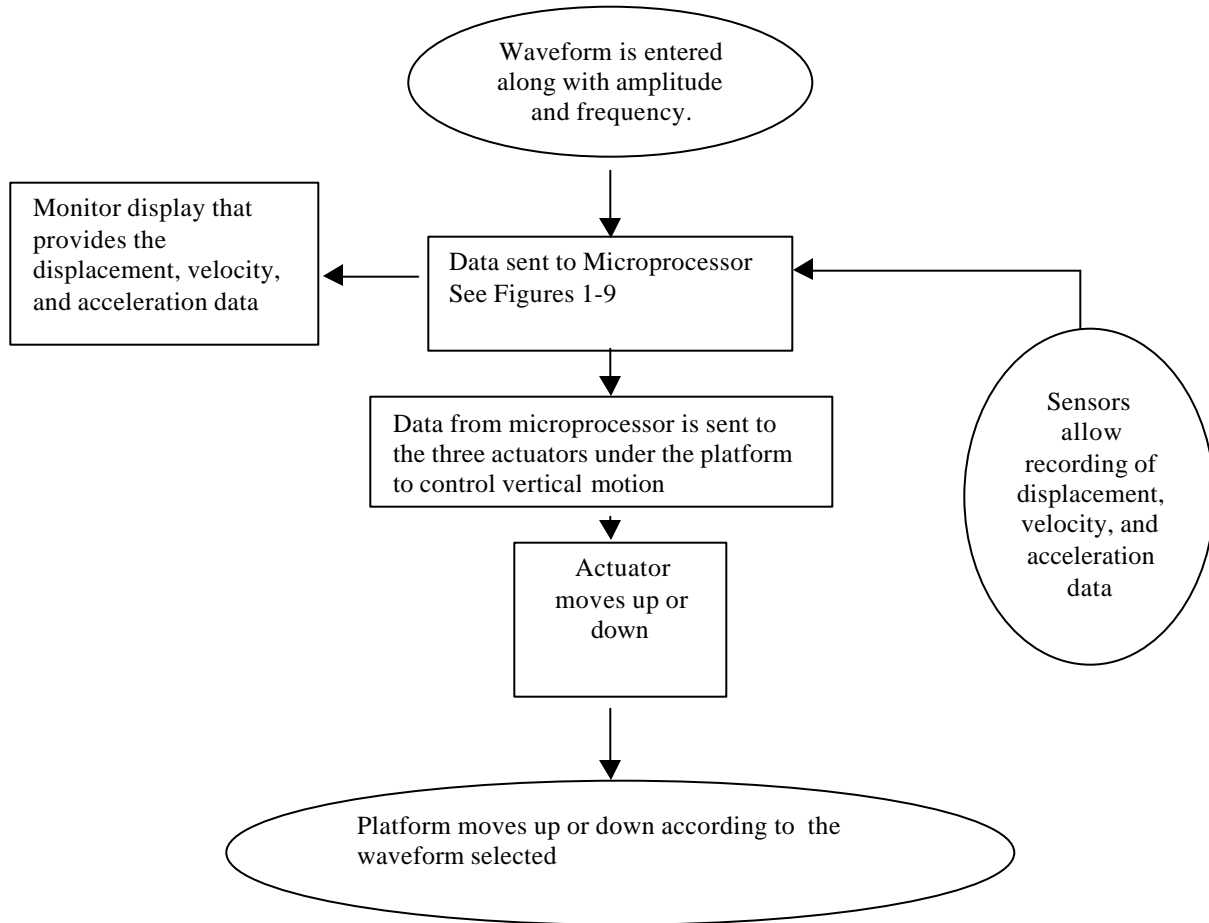 Waveform is entered
along with amplitude
and frequency.
Monitor display that
provides the
displacement, velocity,
and acceleration data
Data sent to Microprocessor
See Figures 1-9
Data from microprocessor is sent to
the three actuators under the platform
to control vertical motion
Sensors
allow
recording of
displacement,
velocity, and
acceleration
data
Actuator
moves up or
down
Platform moves up or down according to the
waveform selected